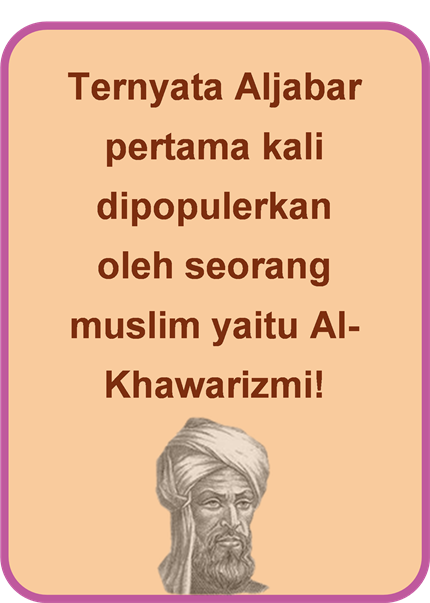 Ternyata Aljabar
pertama kali
dipopulerkan
oleh seorang
muslim yaitu Al-
Khawarizmi!